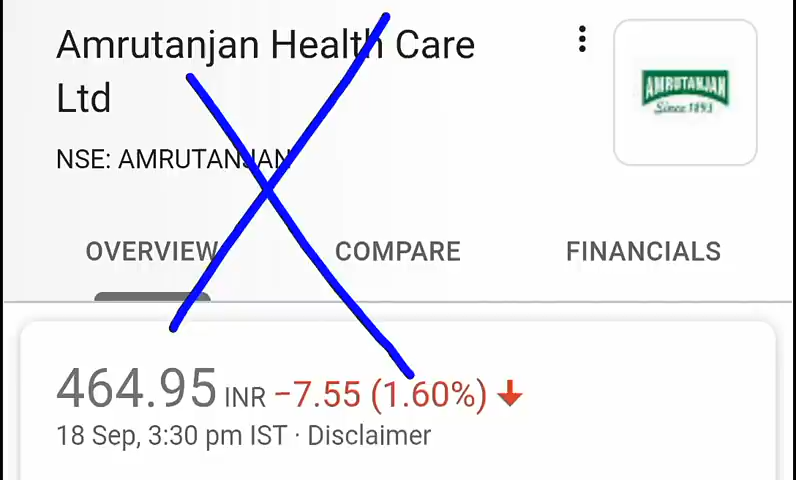 Amrutanjan Health Care
Ltd
AMRUTANJAN
Since 1893
NSE: AMRUTANJAN
OVERVIEW
COMPARE
FINANCIALS
464.95 INR −7.55 (1.60%) ↓
18 Sep, 3:30 pm IST · Disclaimer